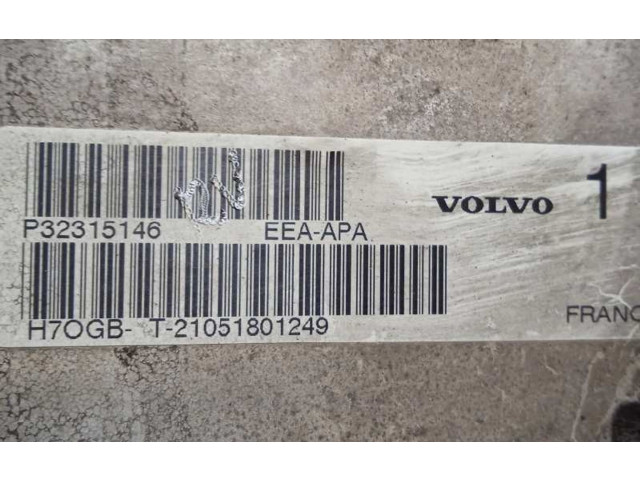 P32315146 EEA-APA
VOLVO 1
H7OGB- T-21051801249
FRANC